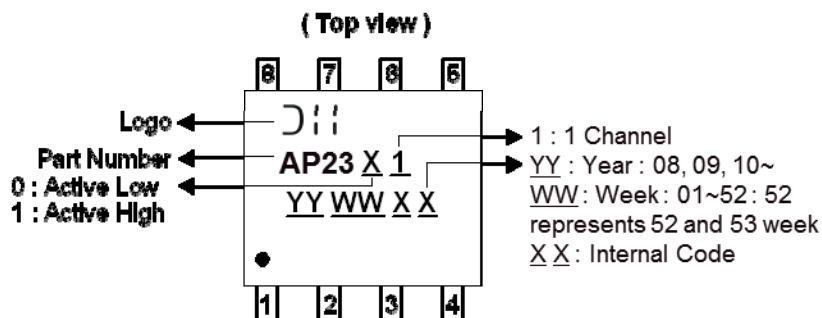 ( Top view )
8 7 6 5
Logo
Part Number
0 : Active Low
1 : Active High
AP23 X 1
YY WW X X
1 : 1 Channel
YY : Year : 08, 09, 10~
WW : Week : 01~52 : 52
represents 52 and 53 week
X X : Internal Code
1 2 3 4